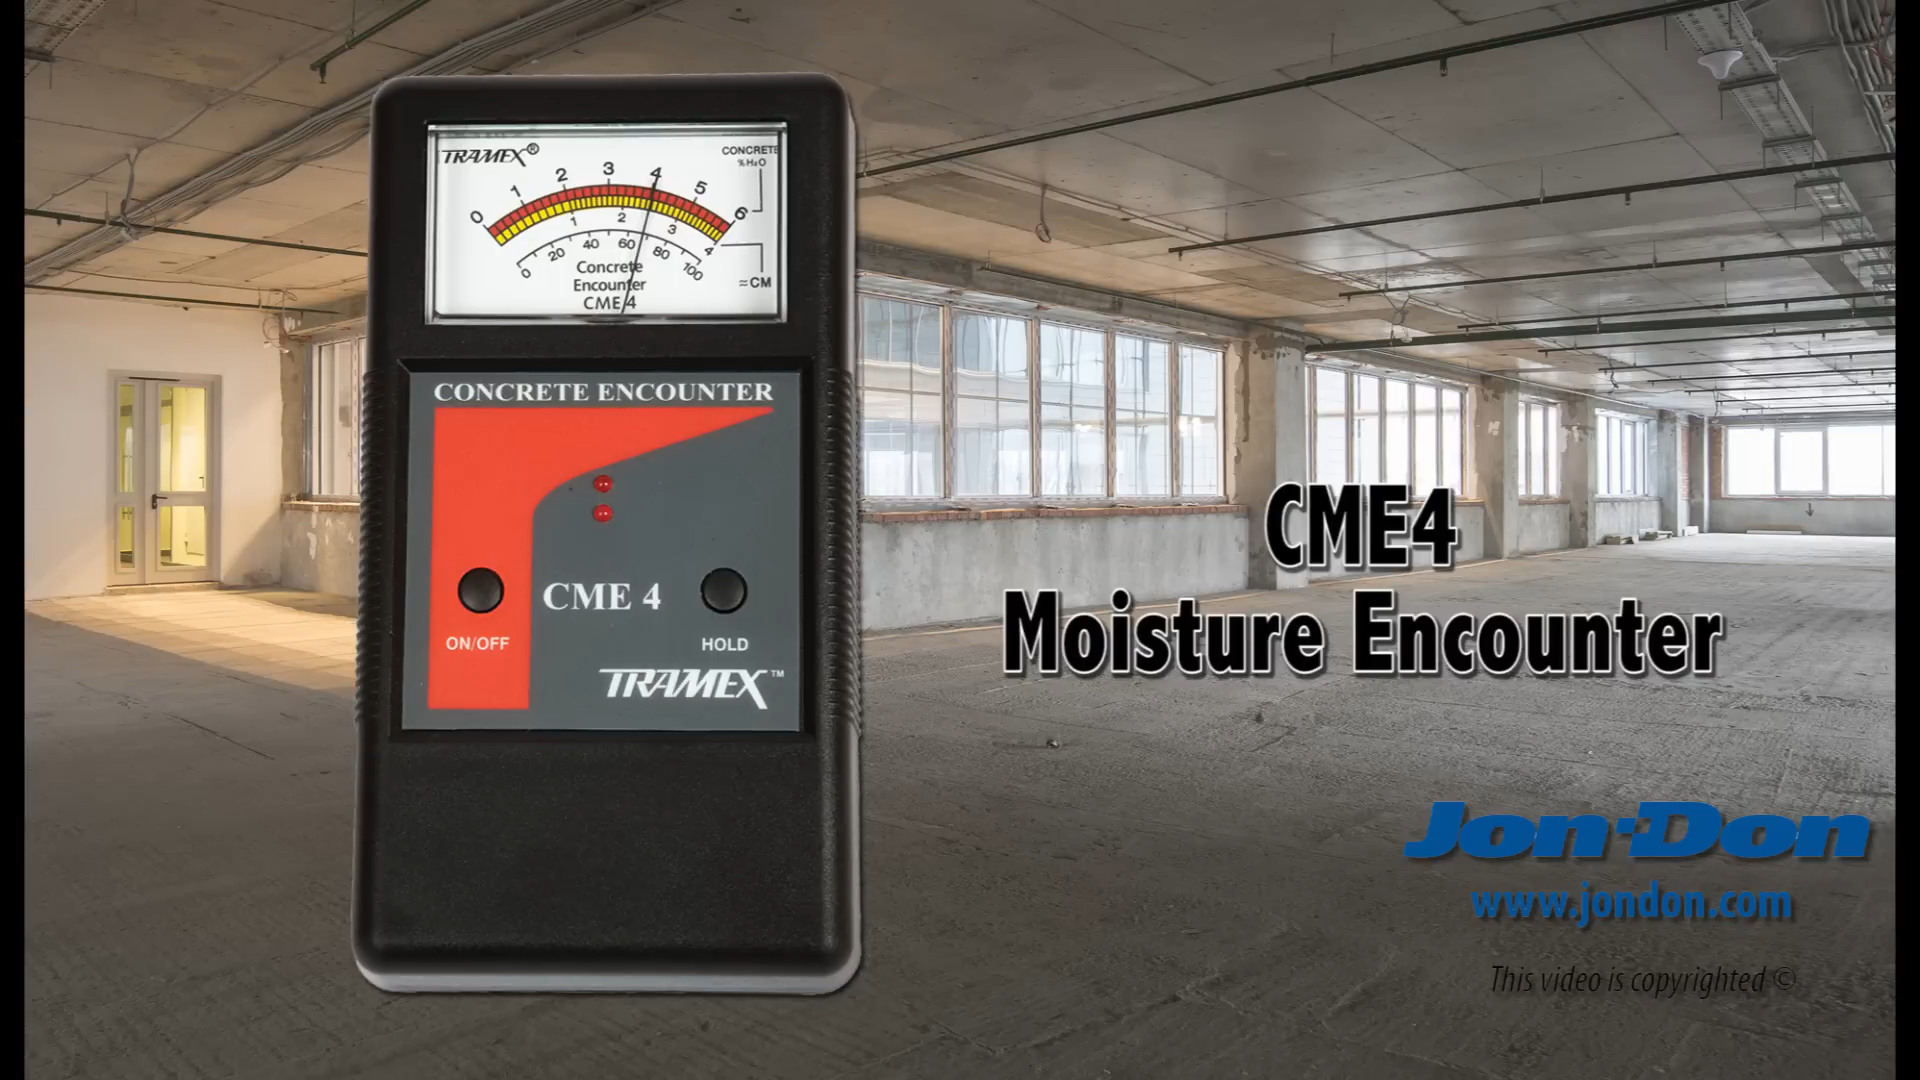 TRAMEX®
CONCRETE
%H₂O
0 1 2 3 4 5 6
1 2 3 4
0 20 40 60 80 100
Concrete
Encounter
CME 4
≈CM
CONCRETE ENCOUNTER
CME 4
ON/OFF
HOLD
TRAMEX™
CME4
Moisture Encounter
Jon-Don
www.jondon.com
This video is copyrighted ©